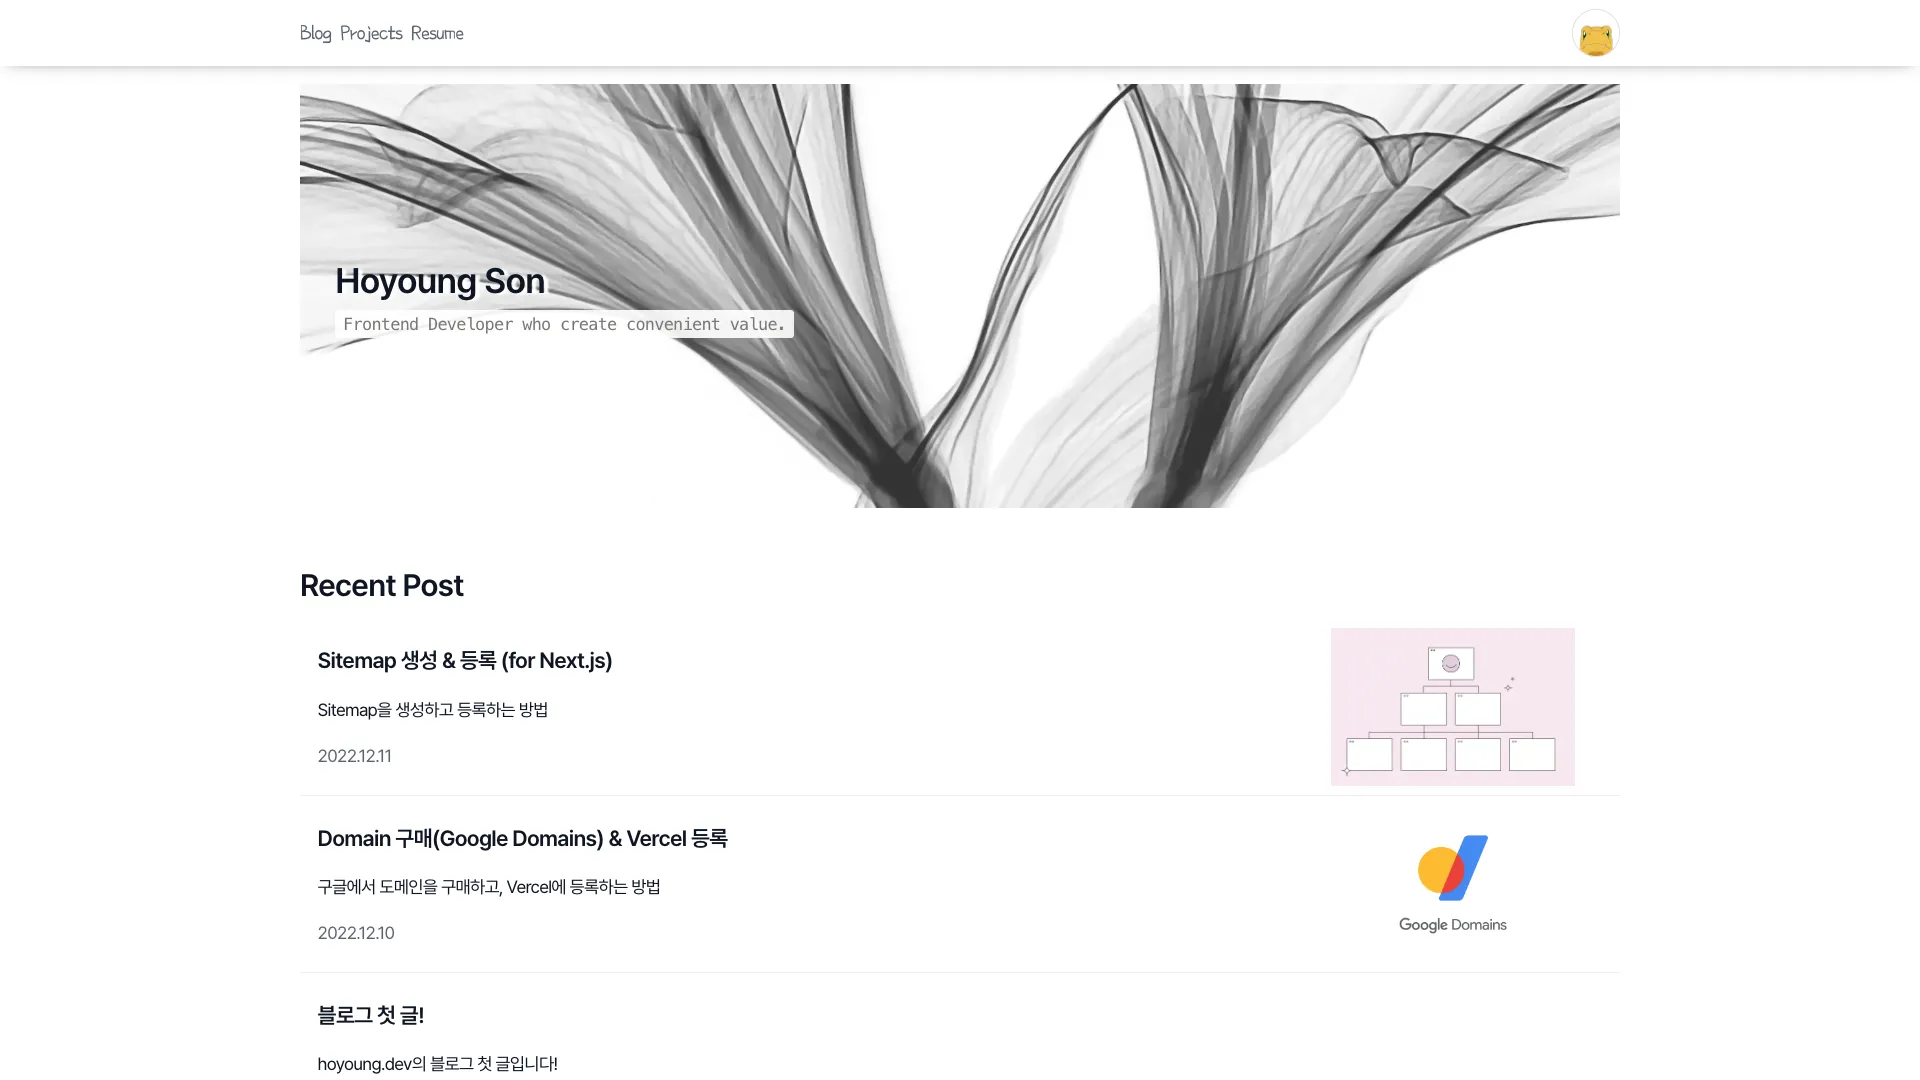 Blog Projects Resume
Hoyoung Son
Frontend Developer who create convenient value.
Recent Post
Sitemap 생성 & 등록 (for Next.js)
Sitemap을 생성하고 등록하는 방법
2022.12.11
Domain 구매(Google Domains) & Vercel 등록
구글에서 도메인을 구매하고, Vercel에 등록하는 방법
2022.12.10
Google Domains
블로그 첫 글!
hoyoung.dev의 블로그 첫 글입니다!